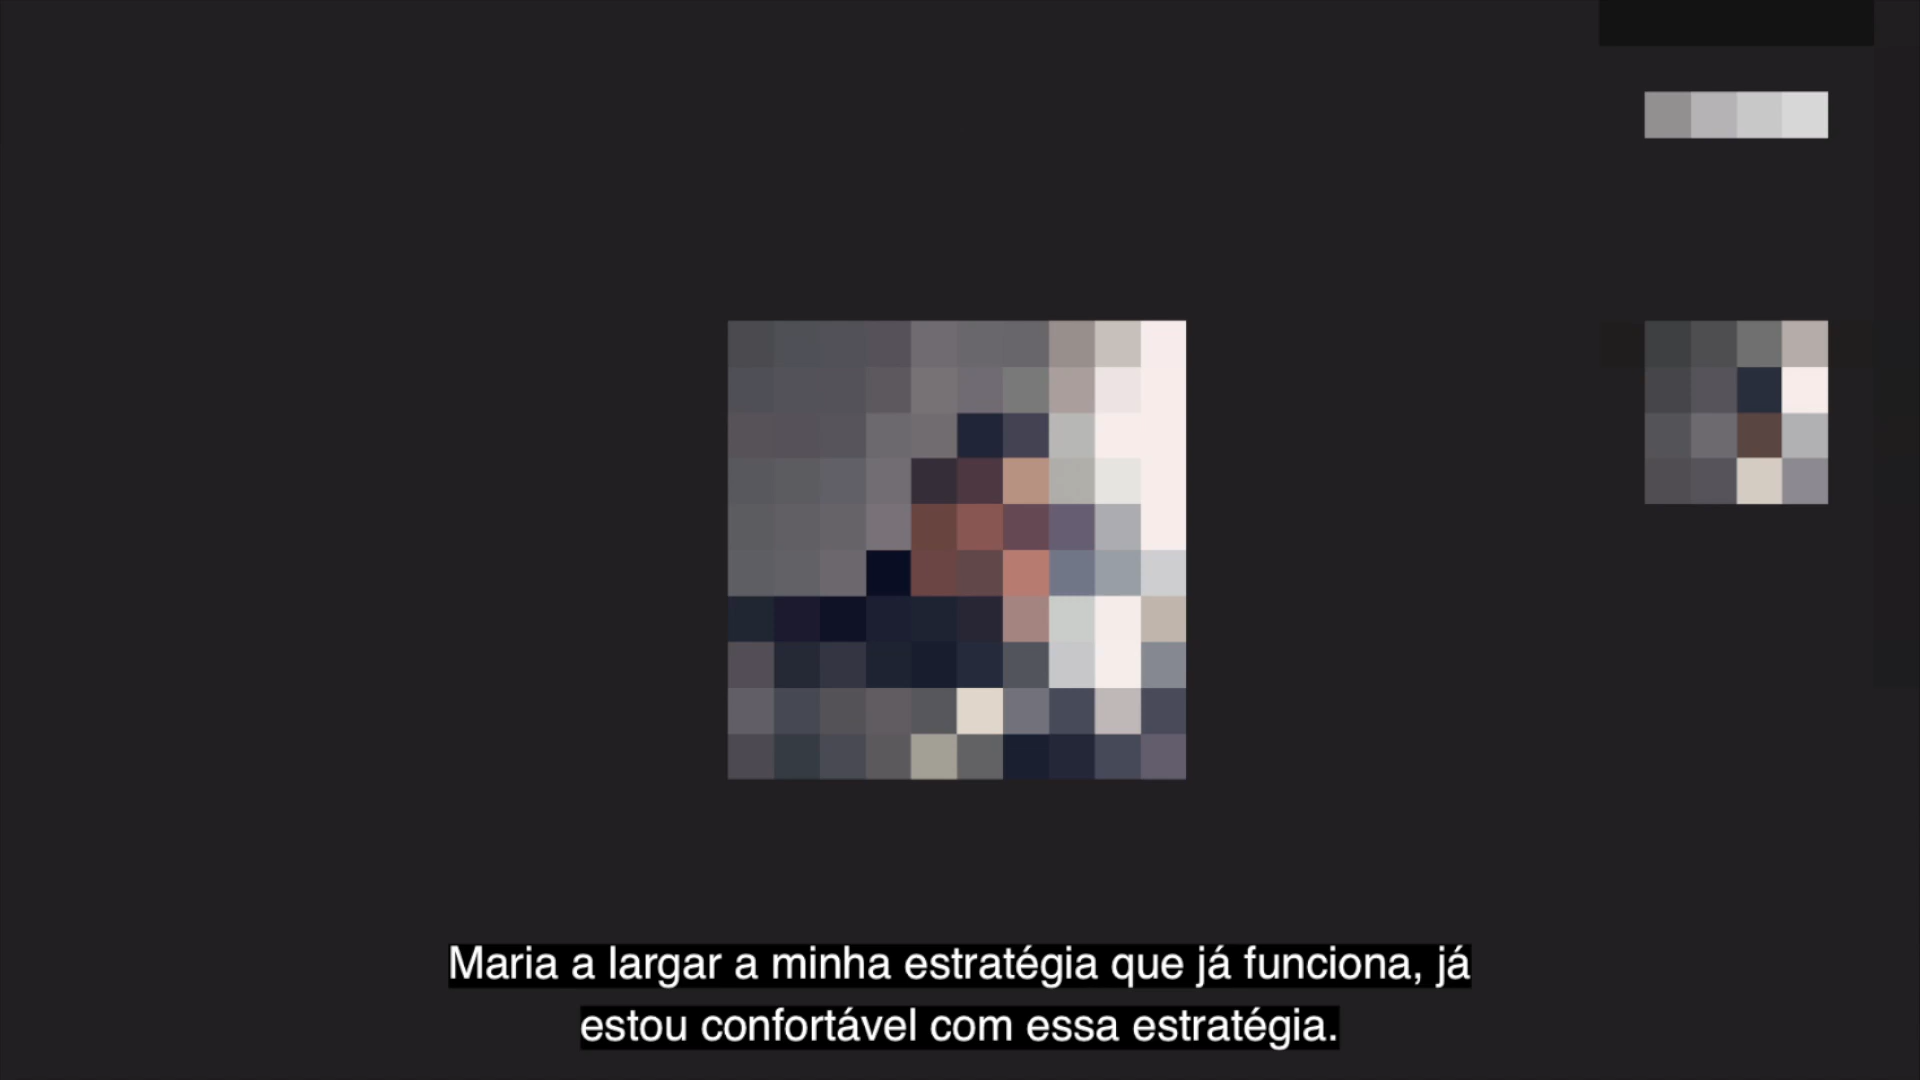 Maria a largar a minha estratégia que já funciona, já
estou confortável com essa estratégia.